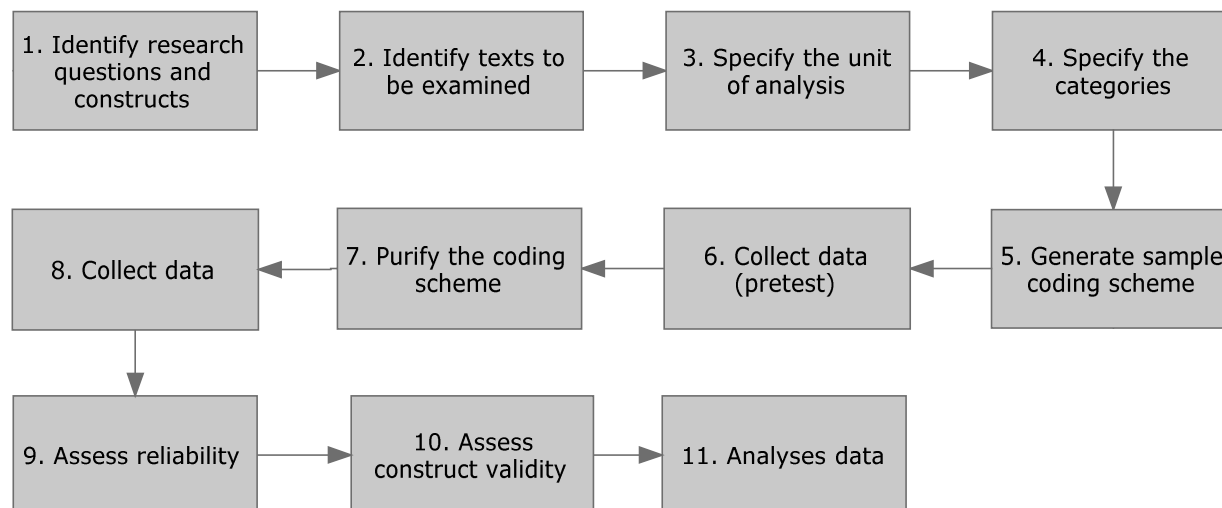 1. Identify research
questions and
constructs
2. Identify texts to
be examined
3. Specify the unit
of analysis
4. Specify the
categories
5. Generate sample
coding scheme
6. Collect data
(pretest)
7. Purify the coding
scheme
8. Collect data
9. Assess reliability
10. Assess
construct validity
11. Analyses data